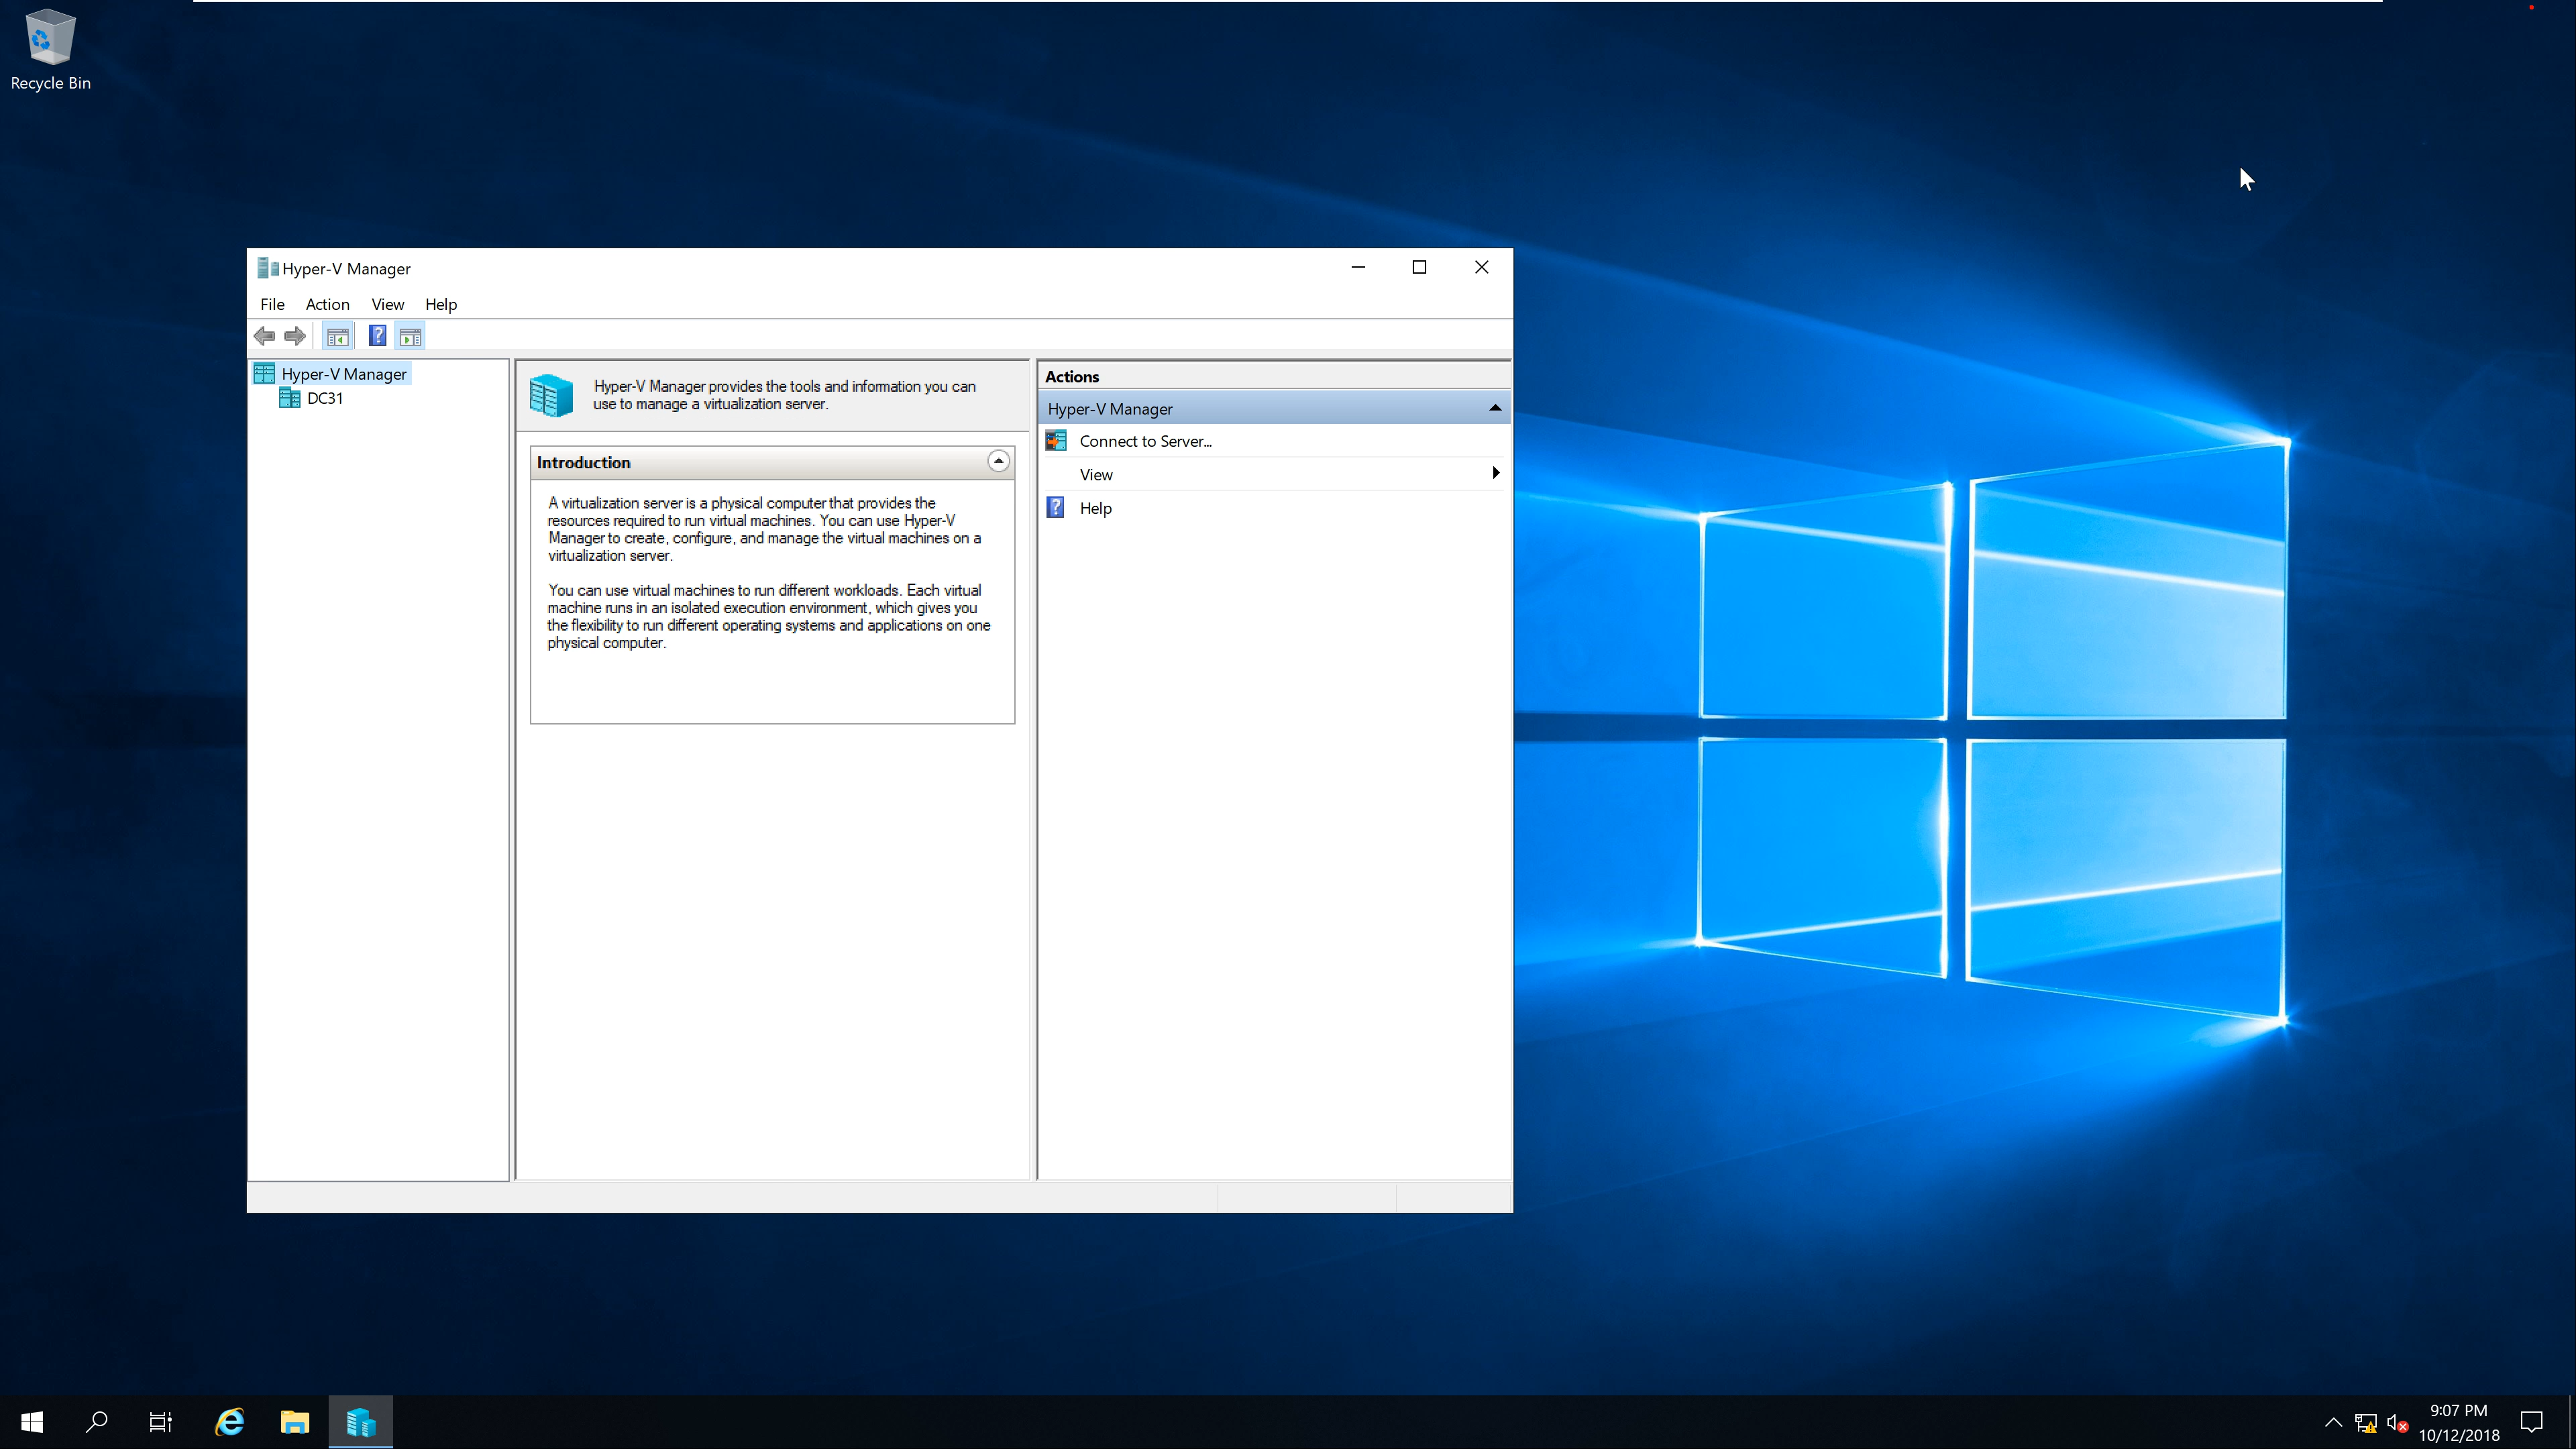 Recycle Bin
Hyper-V Manager
File Action View Help
Hyper-V Manager
DC31
Hyper-V Manager provides the tools and information you can
use to manage a virtualization server.
Introduction
A virtualization server is a physical computer that provides the
resources required to run virtual machines. You can use Hyper-V
Manager to create, configure, and manage the virtual machines on a
virtualization server.
You can use virtual machines to run different workloads. Each virtual
machine runs in an isolated execution environment, which gives you
the flexibility to run different operating systems and applications on one
physical computer.
Actions
Hyper-V Manager
Connect to Server...
View
Help
9:07 PM
10/12/2018